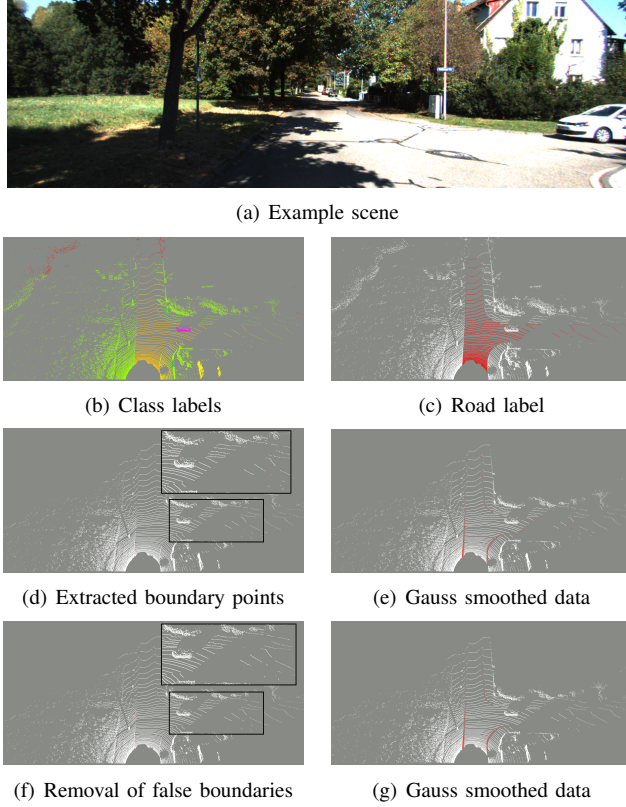 (a) Example scene
(b) Class labels
(c) Road label
(d) Extracted boundary points
(e) Gauss smoothed data
(f) Removal of false boundaries
(g) Gauss smoothed data